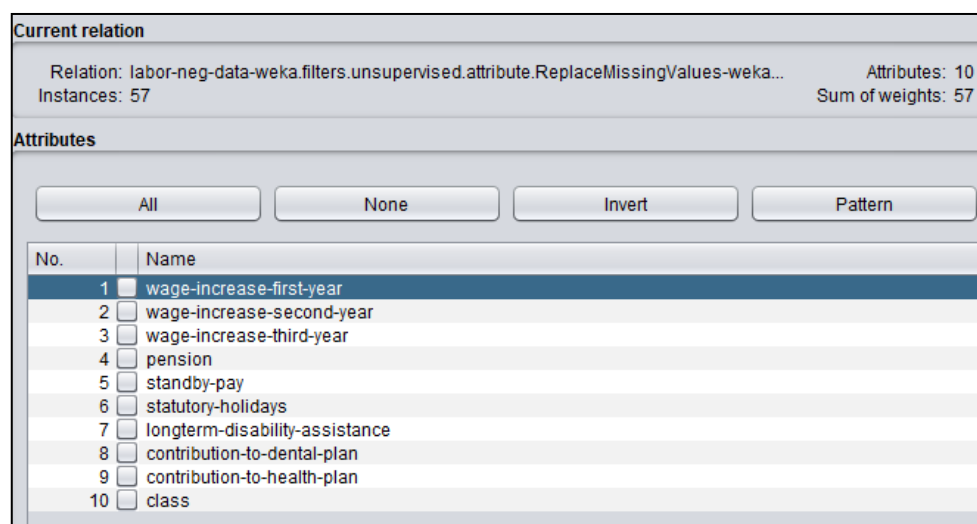 Current relation
Relation: labor-neg-data-weka.filters.unsupervised.attribute.ReplaceMissingValues-weka... Attributes: 10
Instances: 57 Sum of weights: 57
Attributes
All None Invert Pattern
No. Name
1 wage-increase-first-year
2 wage-increase-second-year
3 wage-increase-third-year
4 pension
5 standby-pay
6 statutory-holidays
7 longterm-disability-assistance
8 contribution-to-dental-plan
9 contribution-to-health-plan
10 class